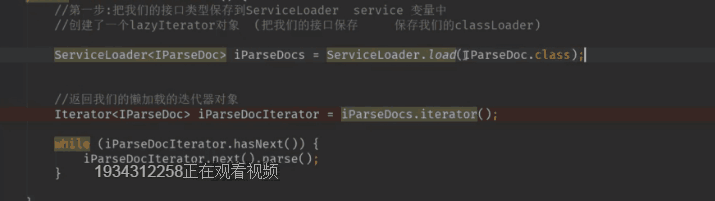 //第一步:把我们的接口类型保存到ServiceLoader service 变量中
//创建了一个lazyIterator对象 (把我们的接口保存 保存我们的classLoader)
ServiceLoader<IParseDoc> iParseDocs = ServiceLoader.load(IParseDoc.class);
//返回我们的懒加载的迭代器对象
Iterator<IParseDoc> iParseDocIterator = iParseDocs.iterator();
while (iParseDocIterator.hasNext()) {
iParseDocIterator.next().parse();
}
1934312258正在观看视频
}